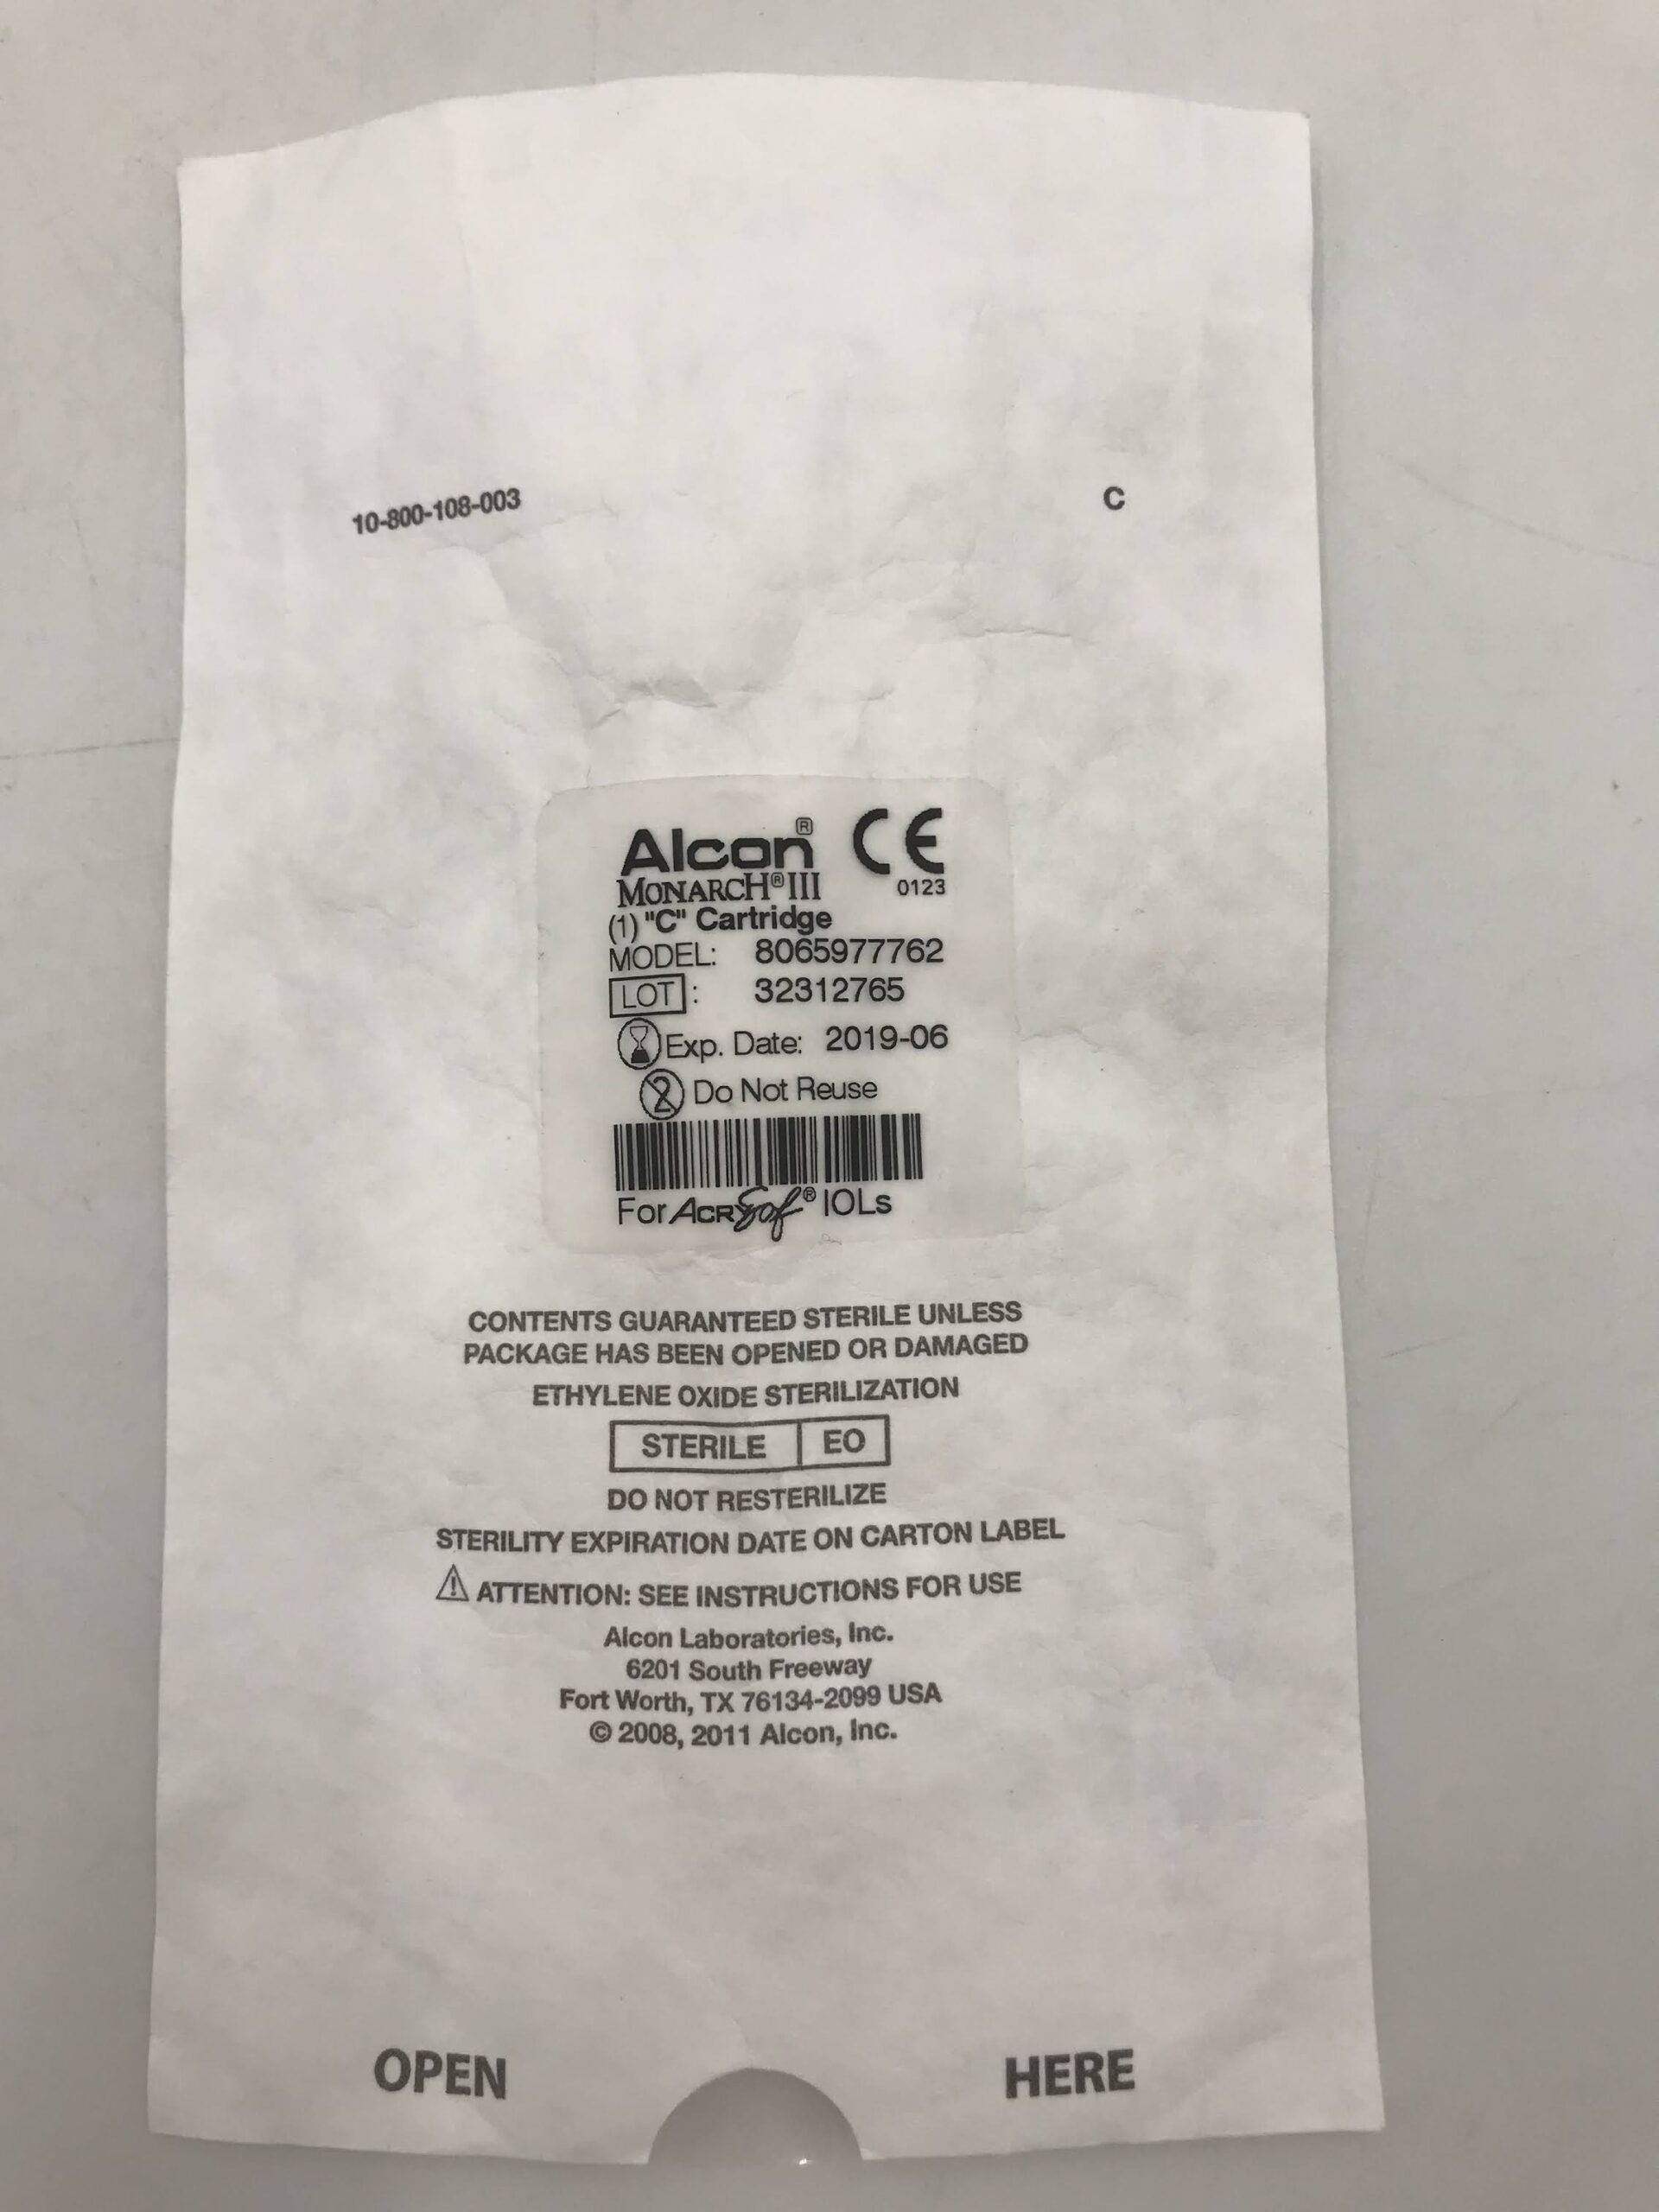 10-800-108-003
C
Alcon® CE
MONARCH® III 0123
(1) "C" Cartridge
MODEL: 8065977762
LOT : 32312765
Exp. Date: 2019-06
2 Do Not Reuse
For ACRYSof® IOLs
CONTENTS GUARANTEED STERILE UNLESS
PACKAGE HAS BEEN OPENED OR DAMAGED
ETHYLENE OXIDE STERILIZATION
STERILE EO
DO NOT RESTERILIZE
STERILITY EXPIRATION DATE ON CARTON LABEL
ATTENTION: SEE INSTRUCTIONS FOR USE
Alcon Laboratories, Inc.
6201 South Freeway
Fort Worth, TX 76134-2099 USA
© 2008, 2011 Alcon, Inc.
OPEN HERE